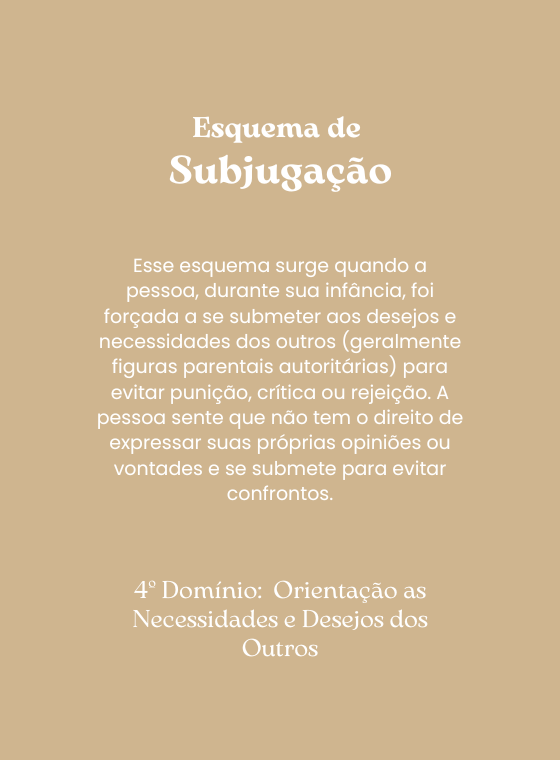 Esquema de
Subjugação
Esse esquema surge quando a
pessoa, durante sua infância, foi
forçada a se submeter aos desejos e
necessidades dos outros (geralmente
figuras parentais autoritárias) para
evitar punição, crítica ou rejeição. A
pessoa sente que não tem o direito de
expressar suas próprias opiniões ou
vontades e se submete para evitar
confrontos.
4º Domínio: Orientação as
Necessidades e Desejos dos
Outros